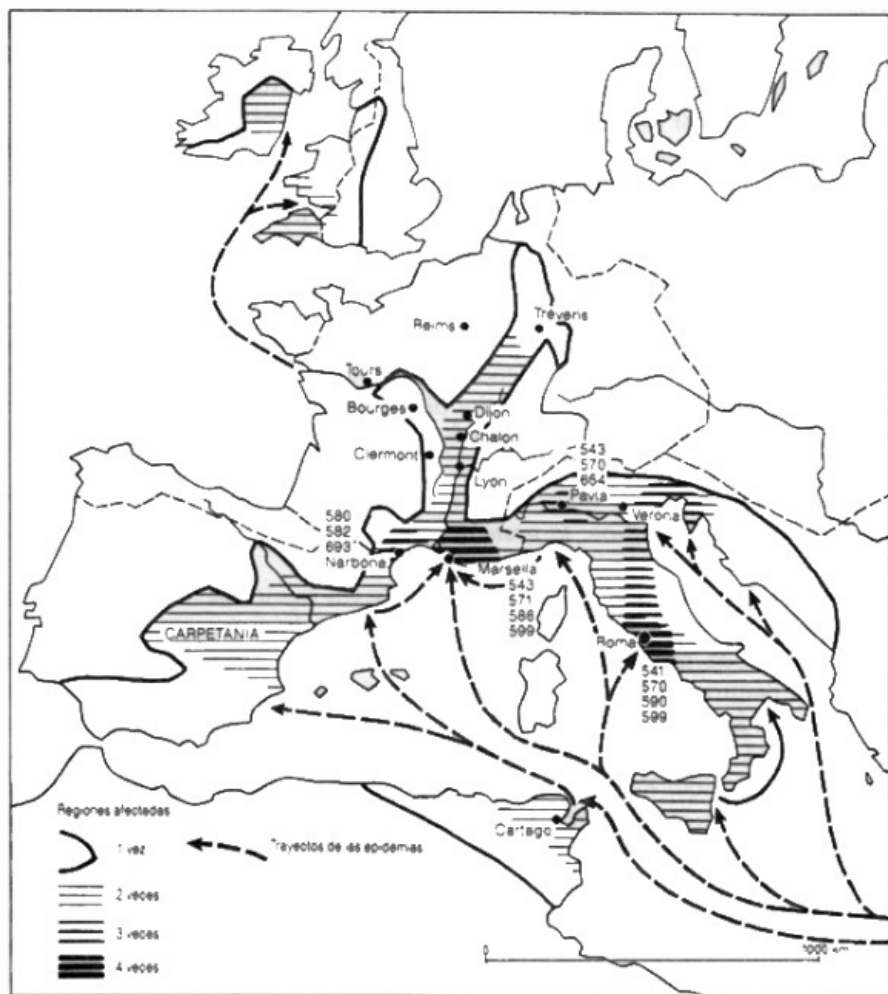 Reims
Tréveris
Tours
Bourges
Dijon
Chalon
Clermont
Lyon
543
570
654
Pavia
Verona
580
582
693
Narbona
Marsella
543
571
586
599
CARPETANIA
Roma
541
570
590
599
Cartago
Regiones afectadas
1 vez
Trayectos de las epidemias
2 veces
3 veces
4 veces
0
1000 km